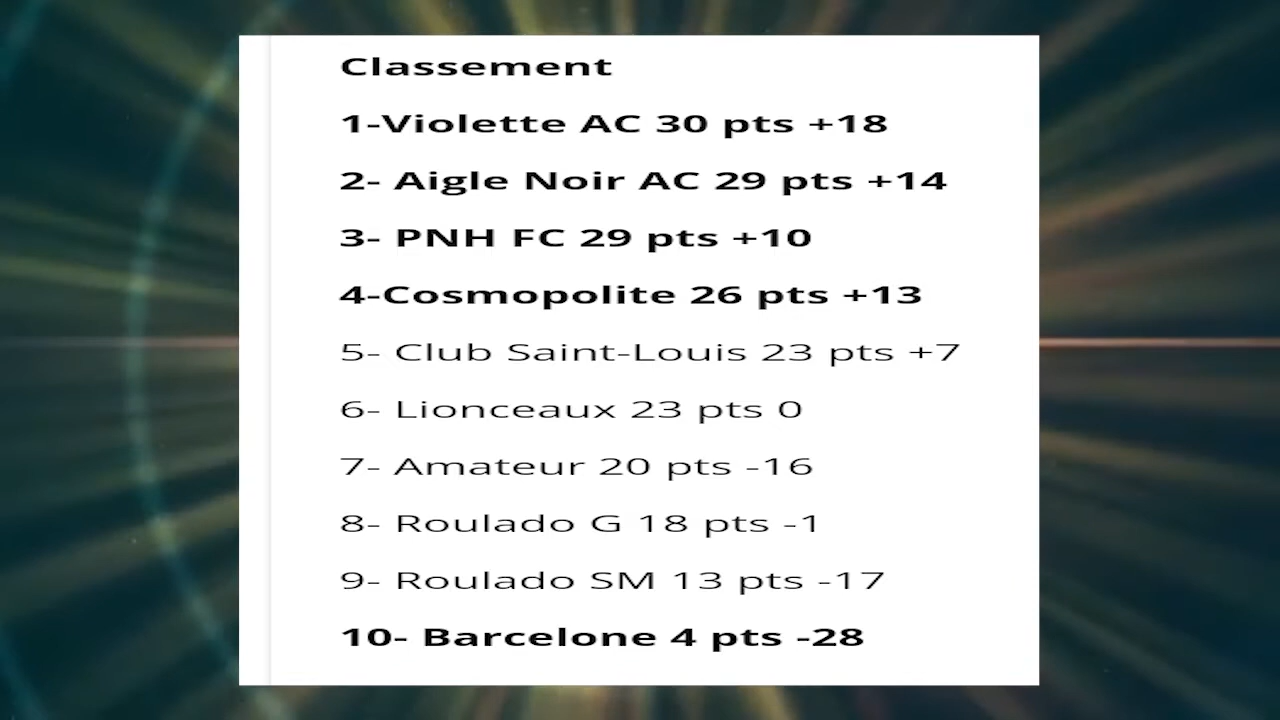 Classement
1-Violette AC 30 pts +18
2- Aigle Noir AC 29 pts +14
3- PNH FC 29 pts +10
4-Cosmopolite 26 pts +13
5- Club Saint-Louis 23 pts +7
6- Lionceaux 23 pts 0
7- Amateur 20 pts -16
8- Roulado G 18 pts -1
9- Roulado SM 13 pts -17
10- Barcelone 4 pts -28